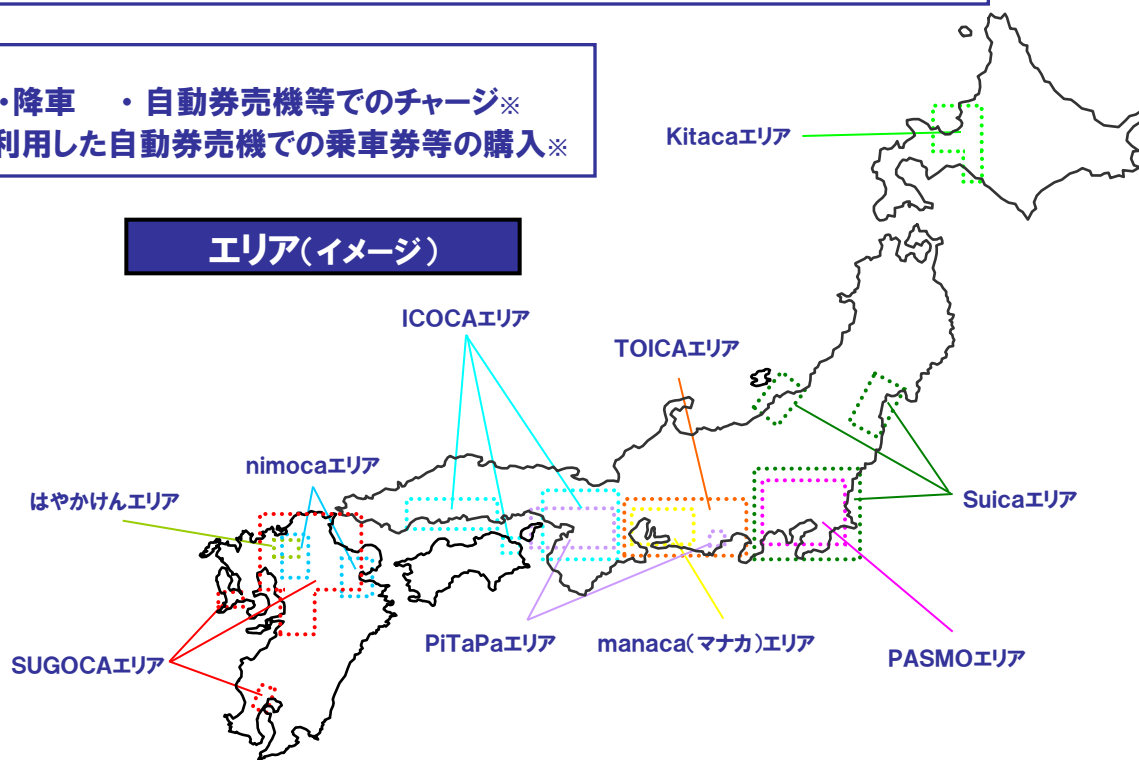 ・降車　・自動券売機等でのチャージ※
利用した自動券売機での乗車券等の購入※
エリア（イメージ）
Kitacaエリア
ICOCAエリア
TOICAエリア
nimocaエリア
はやかけんエリア
Suicaエリア
PiTaPaエリア
manaca（マナカ）エリア
PASMOエリア
SUGOCAエリア